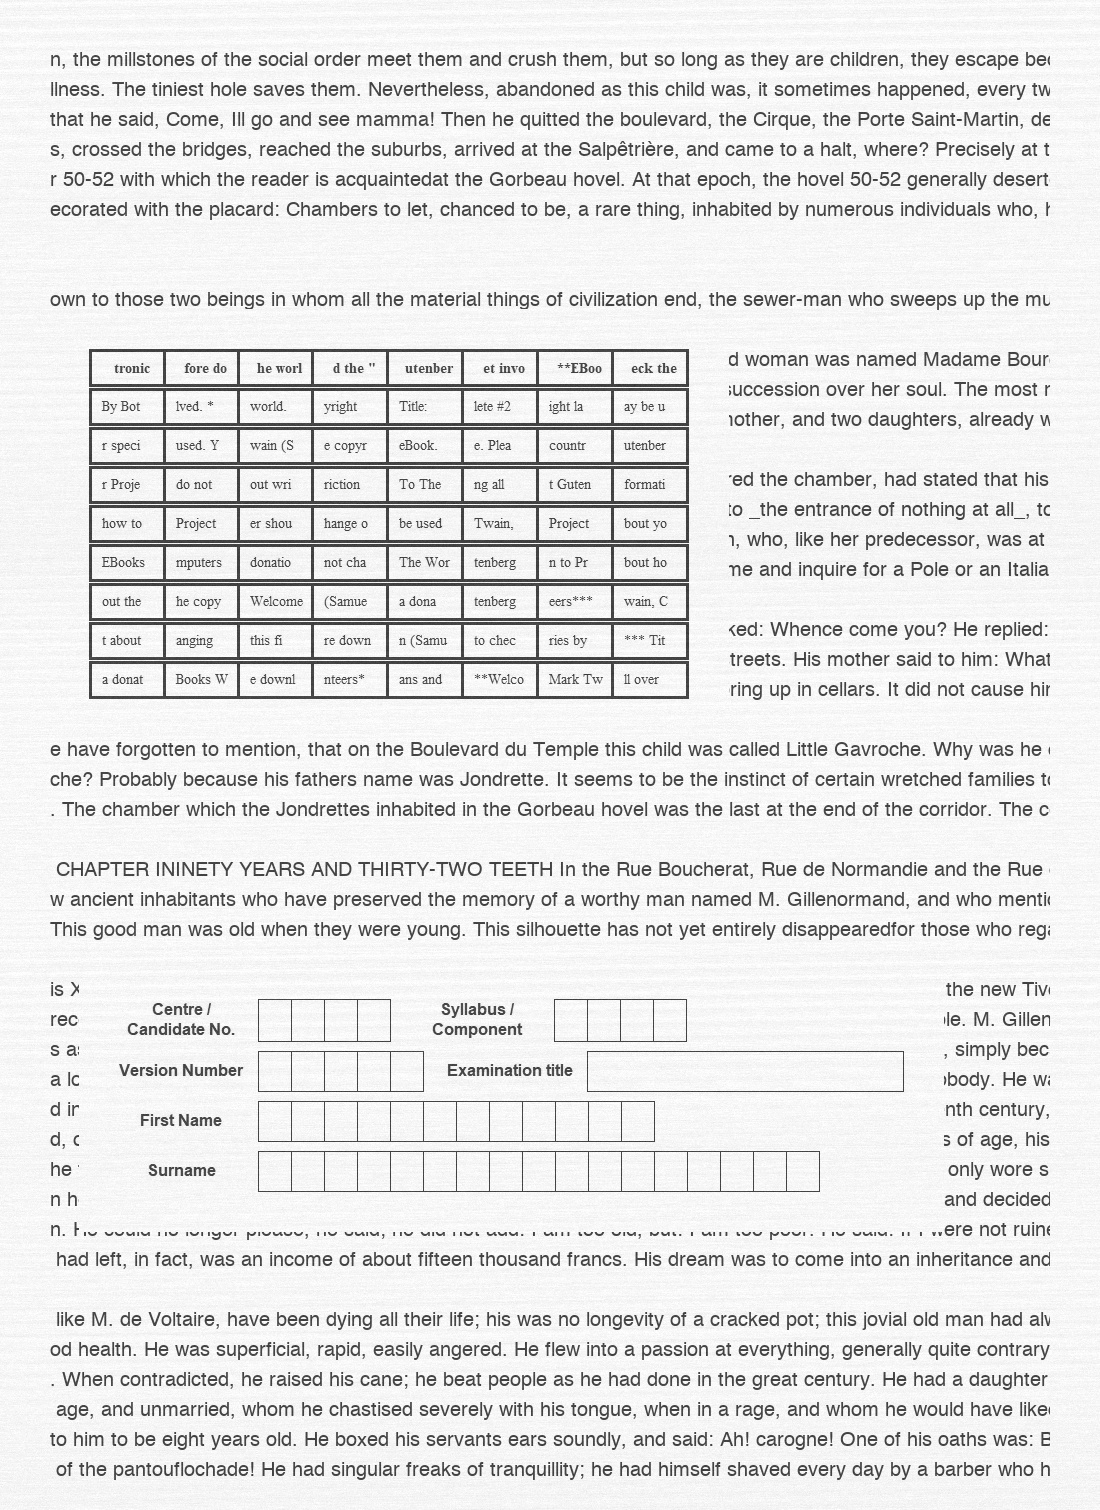 n, the millstones of the social order meet them and crush them, but so long as they are children, they escape
llness. The tiniest hole saves them. Nevertheless, abandoned as this child was, it sometimes happened, every
that he said, Come, Ill go and see mamma! Then he quitted the boulevard, the Cirque, the Porte Saint-Martin,
s, crossed the bridges, reached the suburbs, arrived at the Salpêtrière, and came to a halt, where? Precisely at
r 50-52 with which the reader is acquaintedat the Gorbeau hovel. At that epoch, the hovel 50-52 generally
ecorated with the placard: Chambers to let, chanced to be, a rare thing, inhabited by numerous individuals who,
own to those two beings in whom all the material things of civilization end, the sewer-man who sweeps up the
tronic fore do he worl d the " utenber et invo **EBoo eck the
By Bot lved. * world. yright Title: lete #2 ight la ay be u
r speci used. Y wain (S e copyr eBook. e. Plea countr utenber
r Proje do not out wri riction To The ng all t Guten formati
how to Project er shou hange o be used Twain, Project bout yo
EBooks mputers donatio not cha The Wor tenberg n to Pr bout ho
out the he copy Welcome (Samue a dona tenberg eers*** wain, C
t about anging this fi re down n (Samu to chec ries by *** Tit
a donat Books W e downl nteers* ans and **Welco Mark Tw ll over
d woman was named Madame
succession over her soul. The most
other, and two daughters, already
red the chamber, had stated that his
to _the entrance of nothing at all_,
who, like her predecessor, was at
me and inquire for a Pole or an Italia
ked: Whence come you? He replied:
treets. His mother said to him: What
ring up in cellars. It did not cause
e have forgotten to mention, that on the Boulevard du Temple this child was called Little Gavroche. Why was he
che? Probably because his fathers name was Jondrette. It seems to be the instinct of certain wretched families
. The chamber which the Jondrettes inhabited in the Gorbeau hovel was the last at the end of the corridor. The
CHAPTER ININETY YEARS AND THIRTY-TWO TEETH In the Rue Boucherat, Rue de Normandie and the Rue
w ancient inhabitants who have preserved the memory of a worthy man named M. Gillenormand, and who
This good man was old when they were young. This silhouette has not yet entirely disappearedfor those who
is the new
rec M. Gillen
s , simply bec
a body. He
d in nth century,
d, s of age, his
he only wore s
n and decided
n. were not
had left, in fact, was an income of about fifteen thousand francs. His dream was to come into an inheritance and
Centre / Candidate No.
Syllabus / Component
Version Number
Examination title
First Name
Surname
like M. de Voltaire, have been dying all their life; his was no longevity of a cracked pot; this jovial old man had
od health. He was superficial, rapid, easily angered. He flew into a passion at everything, generally quite contrary
. When contradicted, he raised his cane; he beat people as he had done in the great century. He had a daughter
age, and unmarried, whom he chastised severely with his tongue, when in a rage, and whom he would have
to him to be eight years old. He boxed his servants ears soundly, and said: Ah! carogne! One of his oaths was:
of the pantouflochade! He had singular freaks of tranquillity; he had himself shaved every day by a barber who